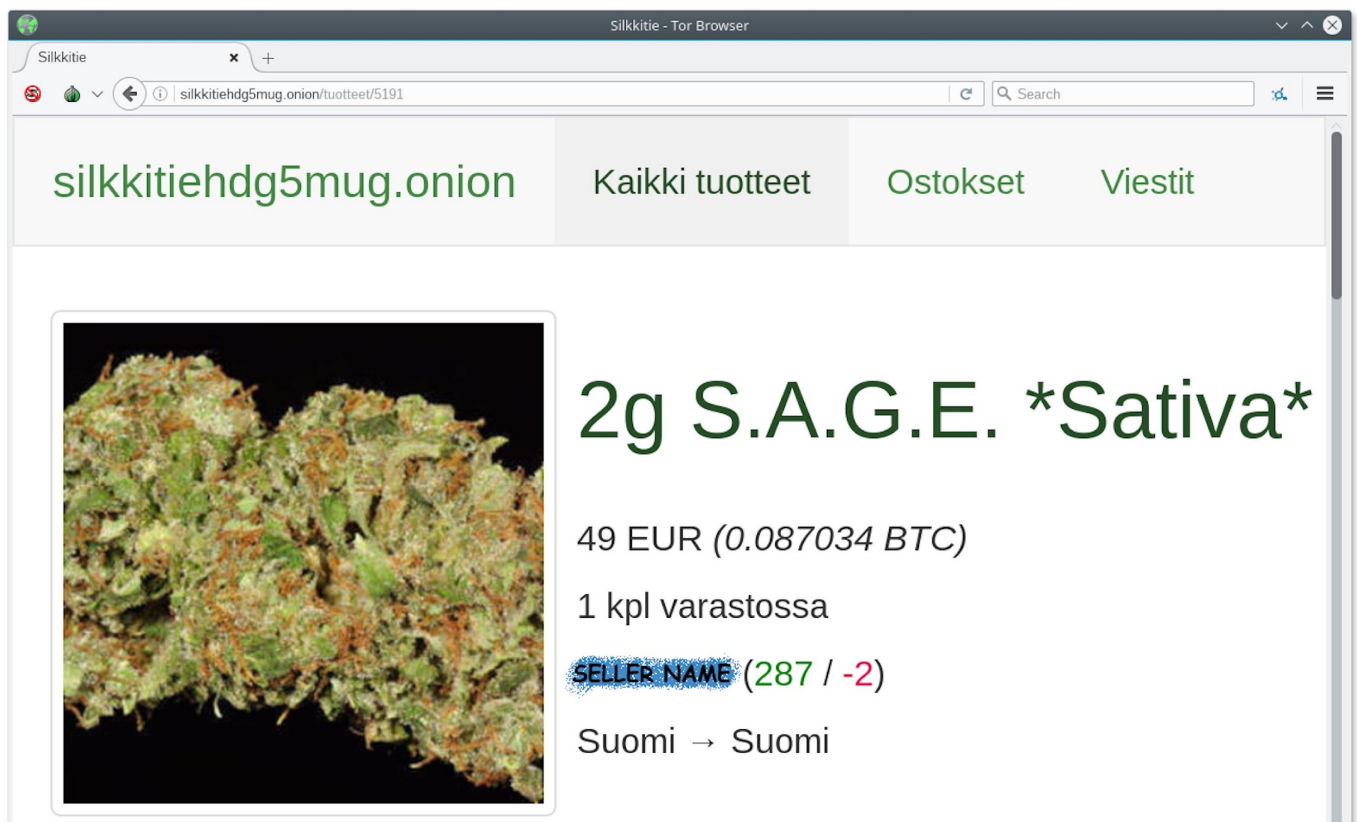 Silkkitie - Tor Browser
Silkkitie
silkkitiehdg5mug.onion/tuotteet/5191
Search
silkkitiehdg5mug.onion Kaikki tuotteet Ostokset Viestit
2g S.A.G.E. *Sativa*
49 EUR (0.087034 BTC)
1 kpl varastossa
SELLER NAME (287 / -2)
Suomi → Suomi